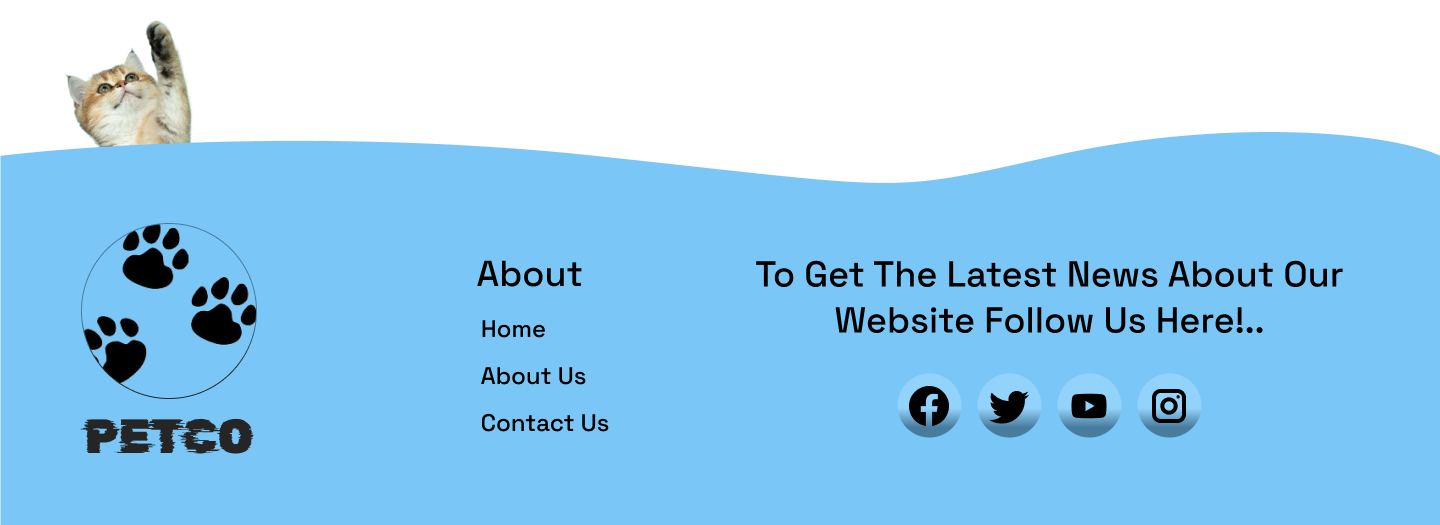 PETCO
About
Home
About Us
Contact Us
To Get The Latest News About Our
Website Follow Us Here!..